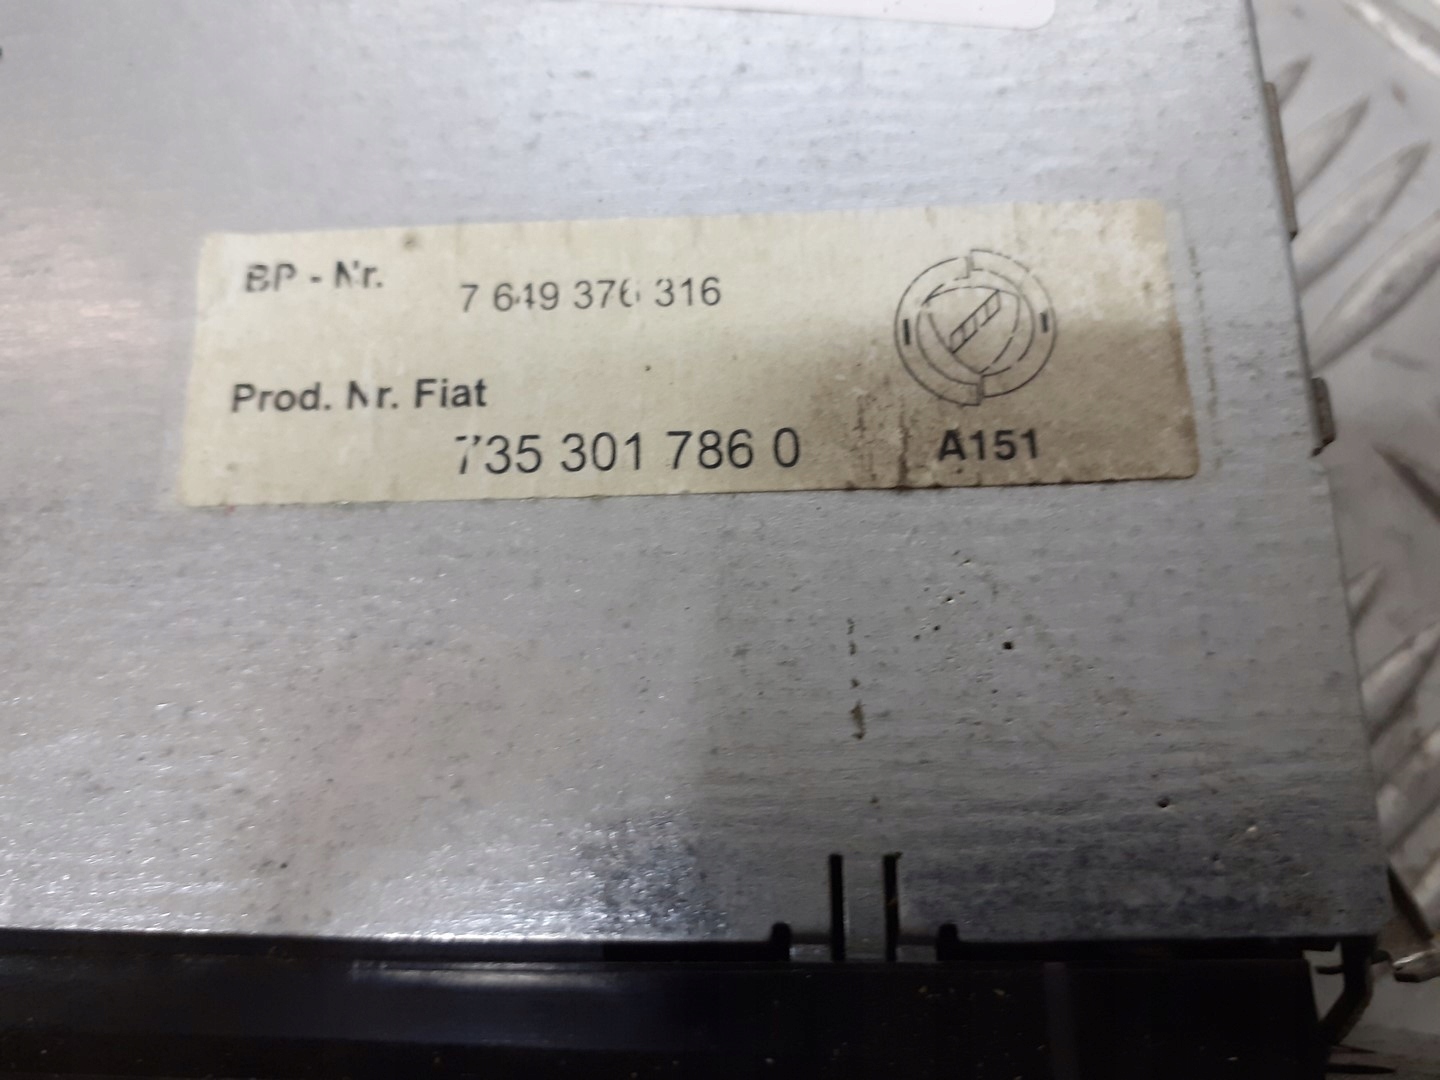 BP - Nr. 7 649 376 316
Prod. Nr. Fiat
735 301 786 0 A151